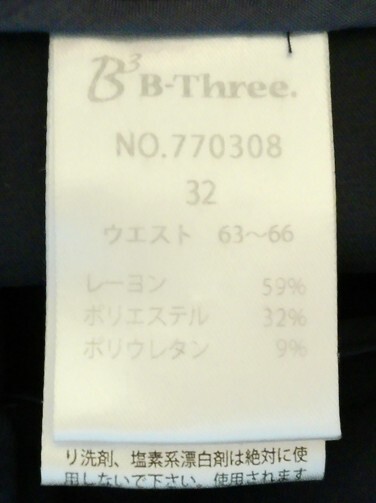 B³ B-Three.
NO.770308
32
ウエスト 63～66
レーヨン 59%
ポリエステル 32%
ポリウレタン 9%
り洗剤、塩素系漂白剤は絶対に使
用しないで下さい。使用されます